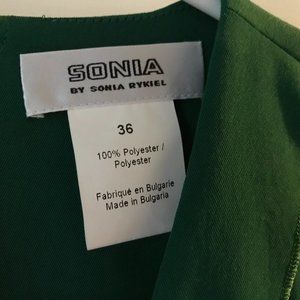 SONIA
BY SONIA RYKIEL
36
100% Polyester /
Polyester
Fabriqué en Bulgarie
Made in Bulgaria